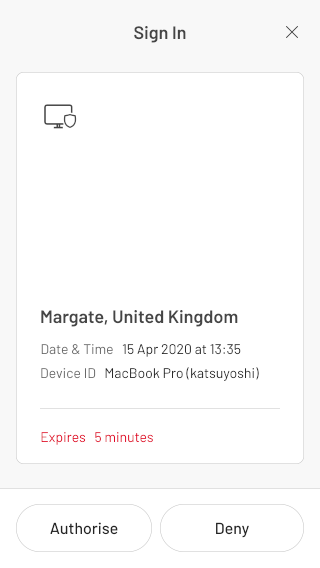 Sign In
Margate, United Kingdom
Date & Time 15 Apr 2020 at 13:35
Device ID MacBook Pro (katsuyoshi)
Expires 5 minutes
Authorise Deny